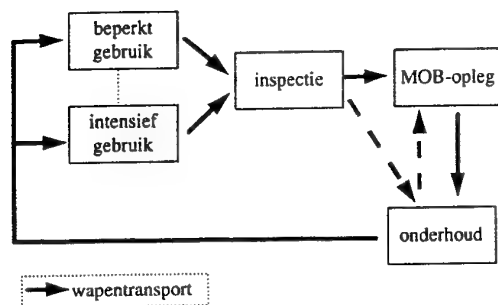 beperkt
gebruik
inspectie
MOB-opleg
intensief
gebruik
onderhoud
wapentransport